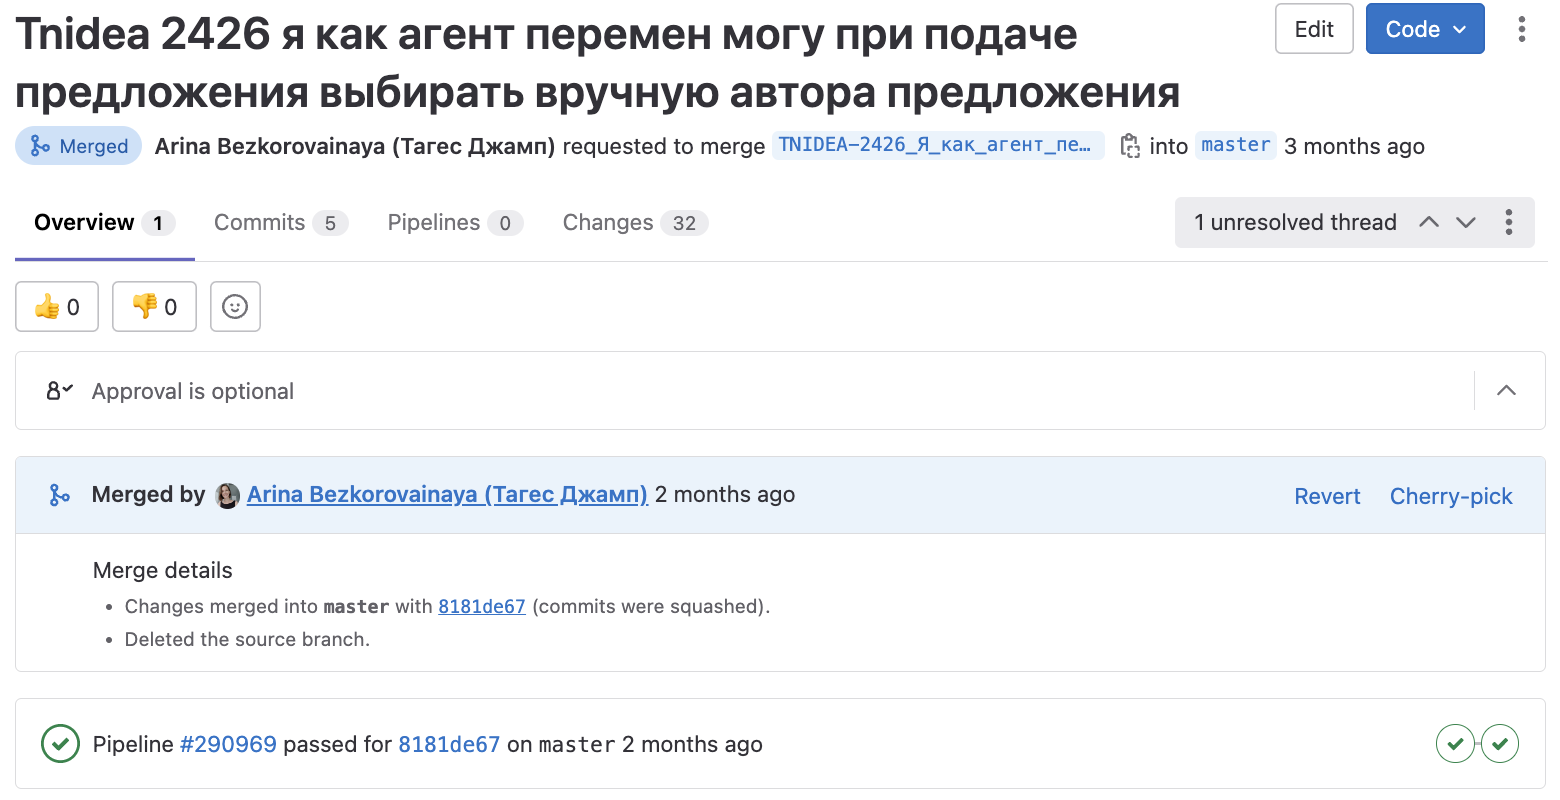 Tnidea 2426 я как агент перемен могу при подаче
предложения выбирать вручную автора предложения
Edit
Code
Merged
Arina Bezkorovainaya (Тагес Джамп) requested to merge TNIDEA-2426_Я_как_агент_пе… into master 3 months ago
Overview 1
Commits 5
Pipelines 0
Changes 32
1 unresolved thread
👍 0
👎 0
Approval is optional
Merged by Arina Bezkorovainaya (Тагес Джамп) 2 months ago
Revert
Cherry-pick
Merge details
• Changes merged into master with 8181de67 (commits were squashed).
• Deleted the source branch.
Pipeline #290969 passed for 8181de67 on master 2 months ago